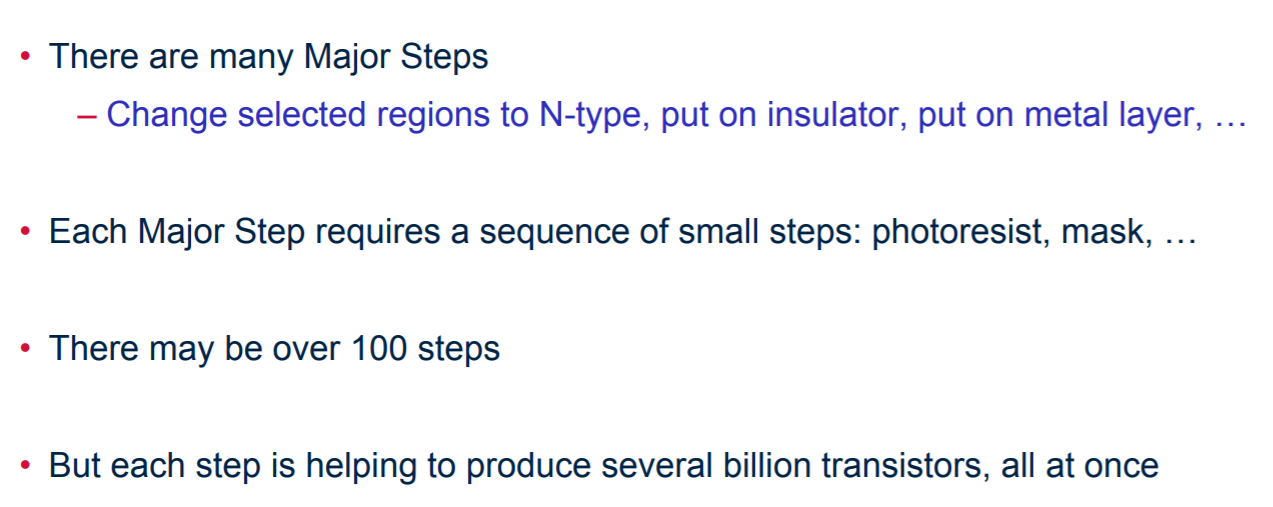 • There are many Major Steps
– Change selected regions to N-type, put on insulator, put on metal layer, …
• Each Major Step requires a sequence of small steps: photoresist, mask, …
• There may be over 100 steps
• But each step is helping to produce several billion transistors, all at once